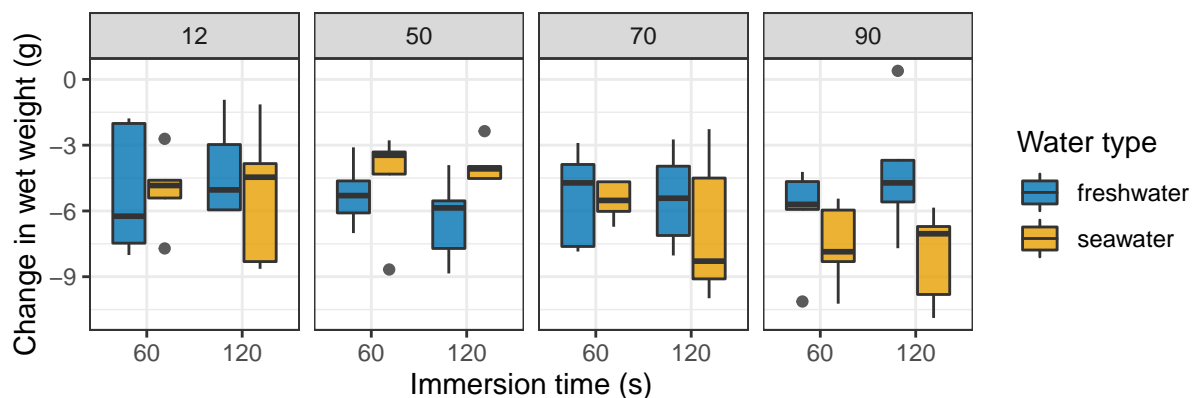 12 50 70 90
Change in wet weight (g)
0
−3
−6
−9
60 120 60 120 60 120 60 120
Immersion time (s)
Water type
freshwater
seawater